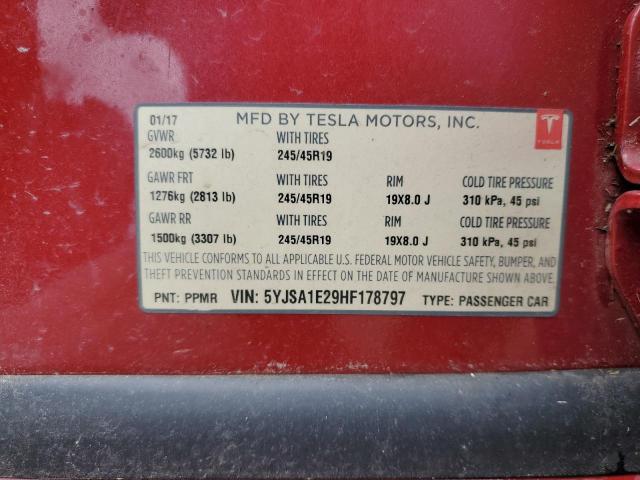 01/17 MFD BY TESLA MOTORS, INC.
TESLA
GVWR WITH TIRES
2600kg (5732 lb) 245/45R19
GAWR FRT WITH TIRES RIM COLD TIRE PRESSURE
1276kg (2813 lb) 245/45R19 19X8.0 J 310 kPa, 45 psi
GAWR RR WITH TIRES RIM COLD TIRE PRESSURE
1500kg (3307 lb) 245/45R19 19X8.0 J 310 kPa, 45 psi
THIS VEHICLE CONFORMS TO ALL APPLICABLE U.S. FEDERAL MOTOR VEHICLE SAFETY, BUMPER, AND
THEFT PREVENTION STANDARDS IN EFFECT ON THE DATE OF MANUFACTURE SHOWN ABOVE.
PNT: PPMR VIN: 5YJSA1E29HF178797 TYPE: PASSENGER CAR